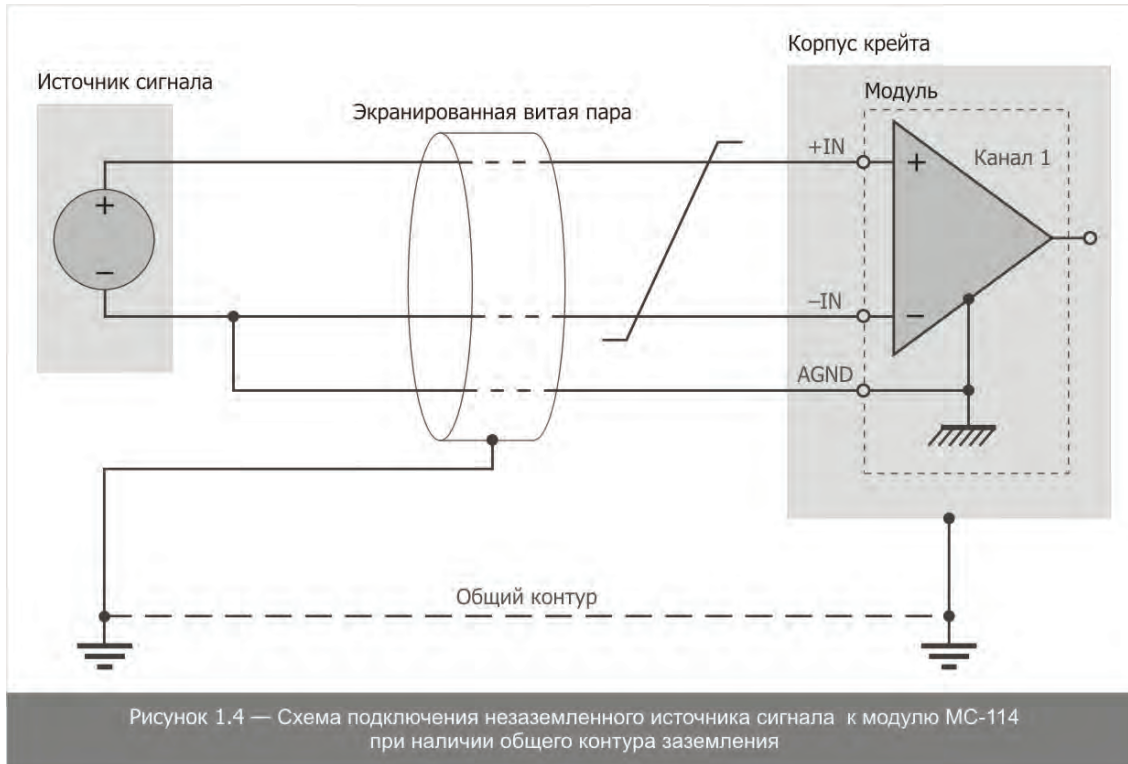 Корпус крейта
Источник сигнала
Модуль
Экранированная витая пара
+IN
Канал 1
+
+
−
–IN
−
AGND
Общий контур
Рисунок 1.4 — Схема подключения незаземленного источника сигнала к модулю МС-114
при наличии общего контура заземления